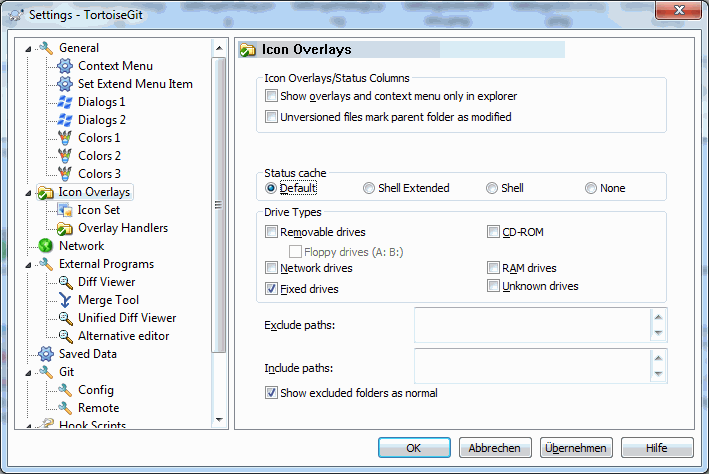 Settings - TortoiseGit
General
Context Menu
Set Extend Menu Item
Dialogs 1
Dialogs 2
Colors 1
Colors 2
Colors 3
Icon Overlays
Icon Set
Overlay Handlers
Network
External Programs
Diff Viewer
Merge Tool
Unified Diff Viewer
Alternative editor
Saved Data
Git
Config
Remote
Hook Scripts
Icon Overlays
Icon Overlays/Status Columns
Show overlays and context menu only in explorer
Unversioned files mark parent folder as modified
Status cache
Default Shell Extended Shell None
Drive Types
Removable drives CD-ROM
Floppy drives (A: B:)
Network drives RAM drives
Fixed drives Unknown drives
Exclude paths:
Include paths:
Show excluded folders as normal
OK Abbrechen Übernehmen Hilfe